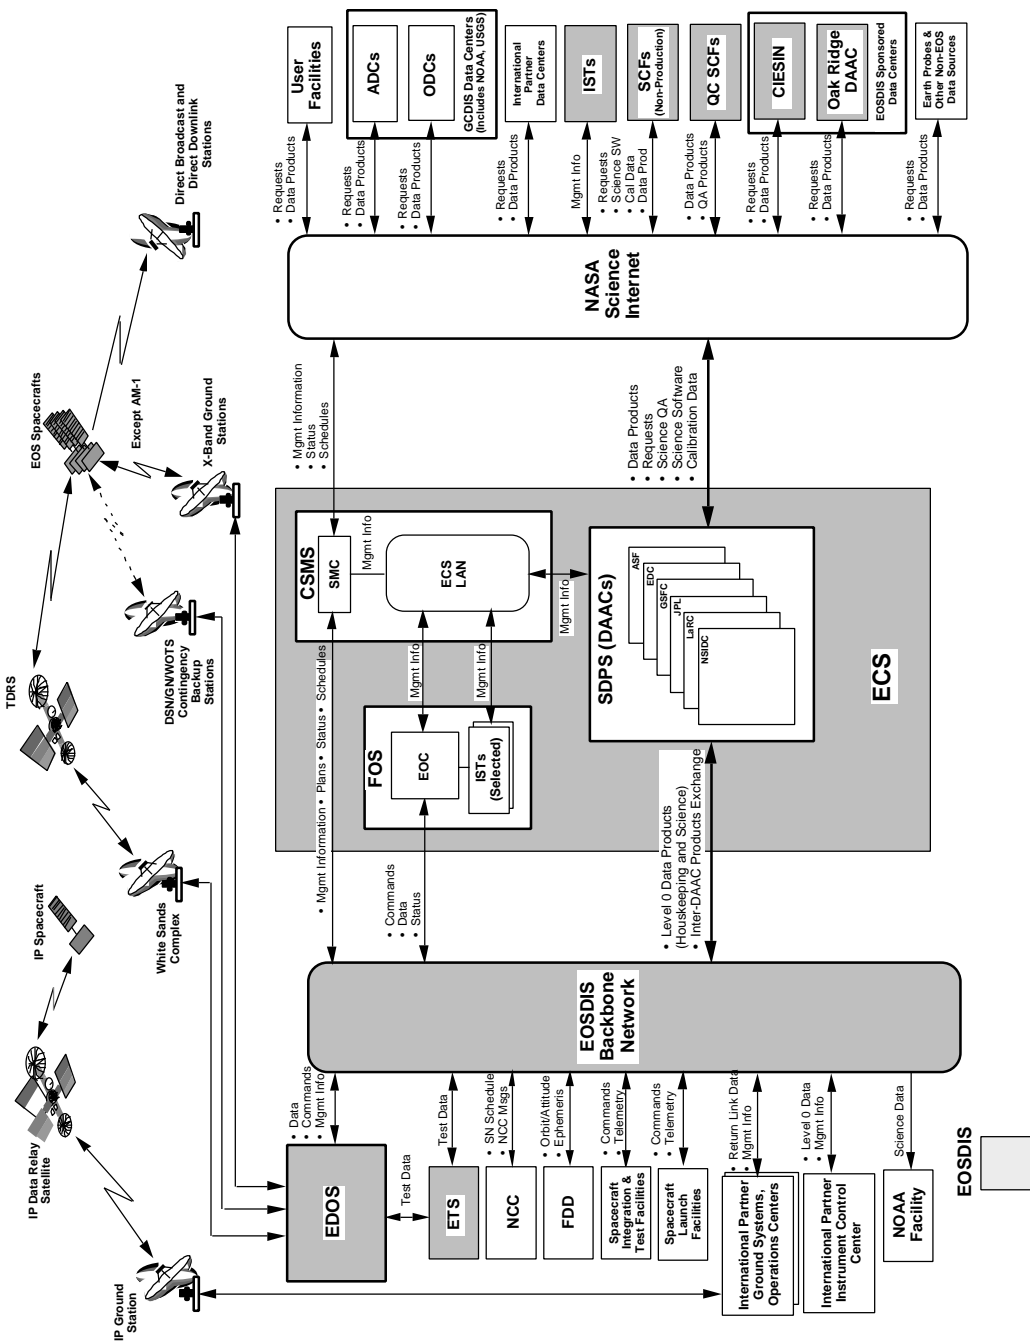 Direct Broadcast and
Direct Downlink
Stations
EOS Spacecrafts
Except AM-1
X-Band Ground
Stations
TDRS
DSN/GN/WOTS
Contingency
Backup
Stations
White Sands
Complex
IP Spacecraft
IP Data Relay
Satellite
IP Ground
Station
User
Facilities
ADCs
ODCs
GCDIS Data Centers
(Includes NOAA, USGS)
International
Partner
Data Centers
ISTs
SCFs
(Non-Production)
QC SCFs
CIESIN
Oak Ridge
DAAC
EOSDIS Sponsored
Data Centers
Earth Probes &
Other Non-EOS
Data Sources
• Requests
• Data Products
• Requests
• Data Products
• Requests
• Data Products
• Requests
• Data Products
Mgmt Info
• Requests
• Science SW
• Cal Data
• Data Prod
• Data Products
• QA Products
• Requests
• Data Products
• Requests
• Data Products
• Requests
• Data Products
NASA
Science
Internet
• Mgmt Information
• Status
• Schedules
• Data Products
• Requests
• Science QA
• Science Software
• Calibration Data
CSMS
SMC
Mgmt Info
ECS
LAN
Mgmt Info
Mgmt Info
Mgmt Info
FOS
EOC
ISTs
(Selected)
SDPS (DAACs)
ASF
EDC
GSFC
JPL
LaRC
NSIDC
ECS
• Mgmt Information • Plans • Status • Schedules
• Commands
• Data
• Status
• Level 0 Data Products
(Houskeeping and Science)
• Inter-DAAC Products Exchange
EOSDIS
Backbone
Network
• Data
• Commands
• Mgmt Info
Test Data
• SN Schedule
• NCC Msgs
• Orbit/Attitude
• Ephemeris
• Commands
• Telemetry
• Commands
• Telemetry
• Return Link Data
• Mgmt Info
• Level 0 Data
• Mgmt Info
Science Data
EDOS
Test Data
ETS
NCC
FDD
Spacecraft
Integration &
Test Facilities
Spacecraft
Launch
Facilities
International Partner
Ground Systems,
Operations Centers
International Partner
Instrument Control
Center
NOAA
Facility
EOSDIS